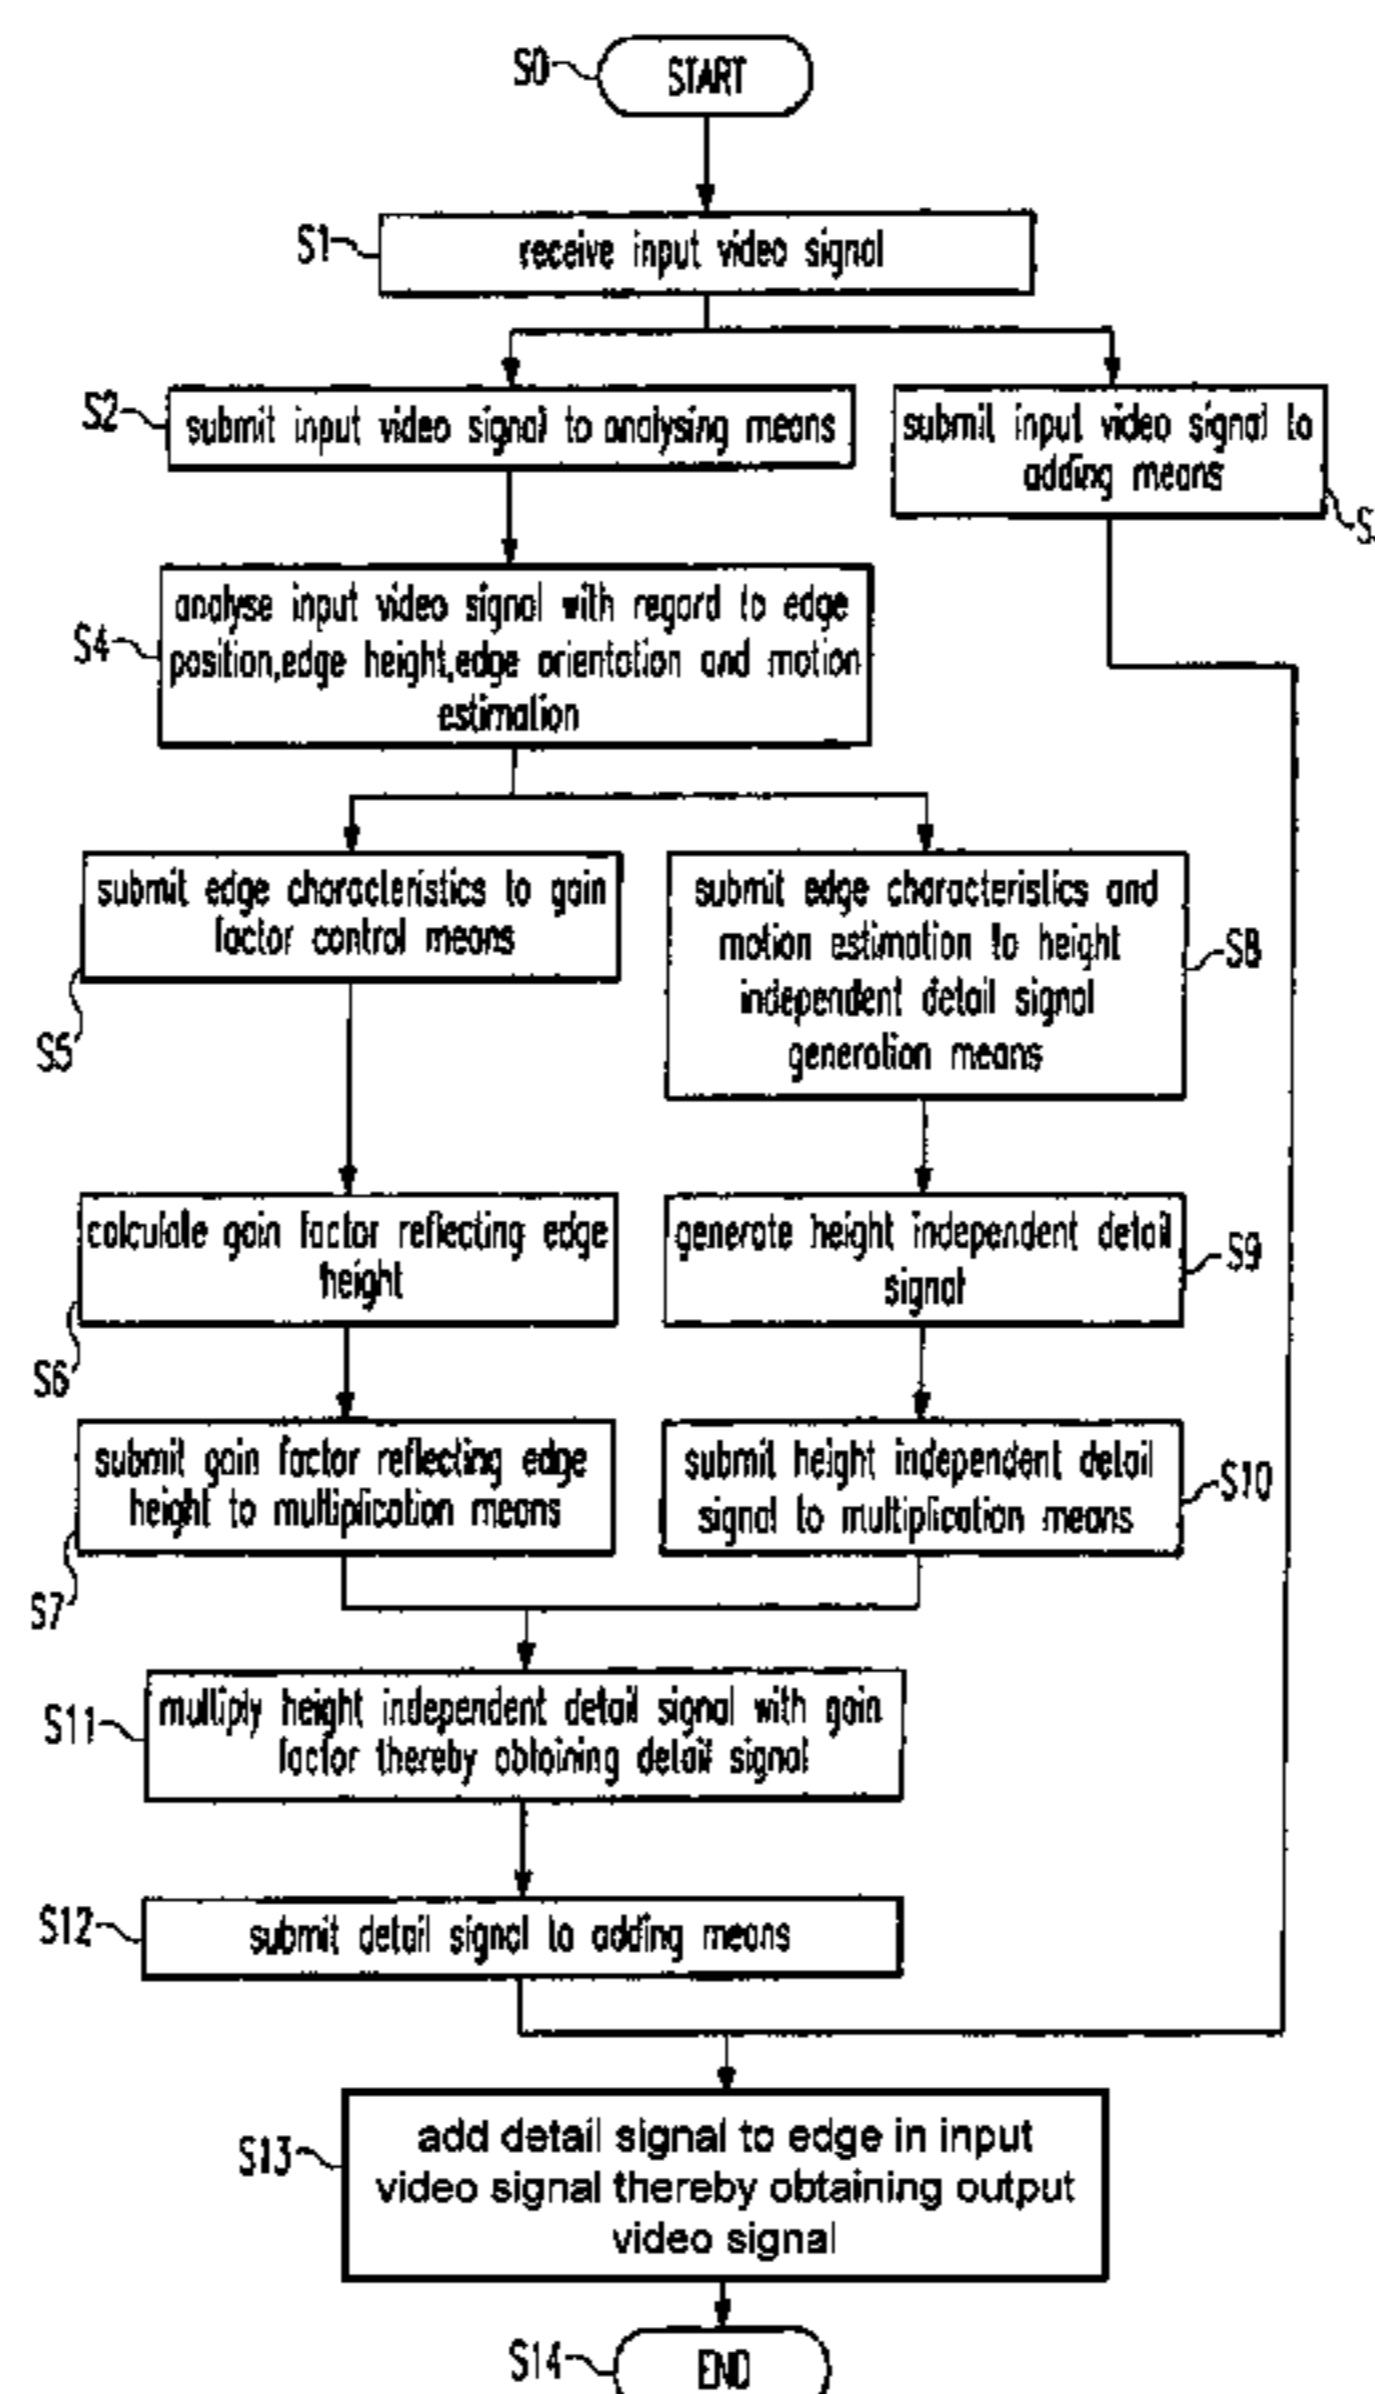 S0
START
S1
receive input video signal
S2
submit input video signal to analysing means
submit input video signal to
adding means
S4
analyse input video signal with regard to edge
position,edge height,edge orientation and motion
estimation
submit edge characteristics to gain
factor control means
S5
submit edge characteristics and
motion estimation to height
independent detail signal
generation means
S8
calculate gain factor reflecting edge
height
S6
generate height independent detail
signal
S9
submit gain factor reflecting edge
height to multiplication means
S7
submit height independent detail
signal to multiplication means
S10
S11
multiply height independent detail signal with gain
factor thereby obtaining detail signal
S12
submit detail signal to adding means
S13
add detail signal to edge in input
video signal thereby obtaining output
video signal
S14
END